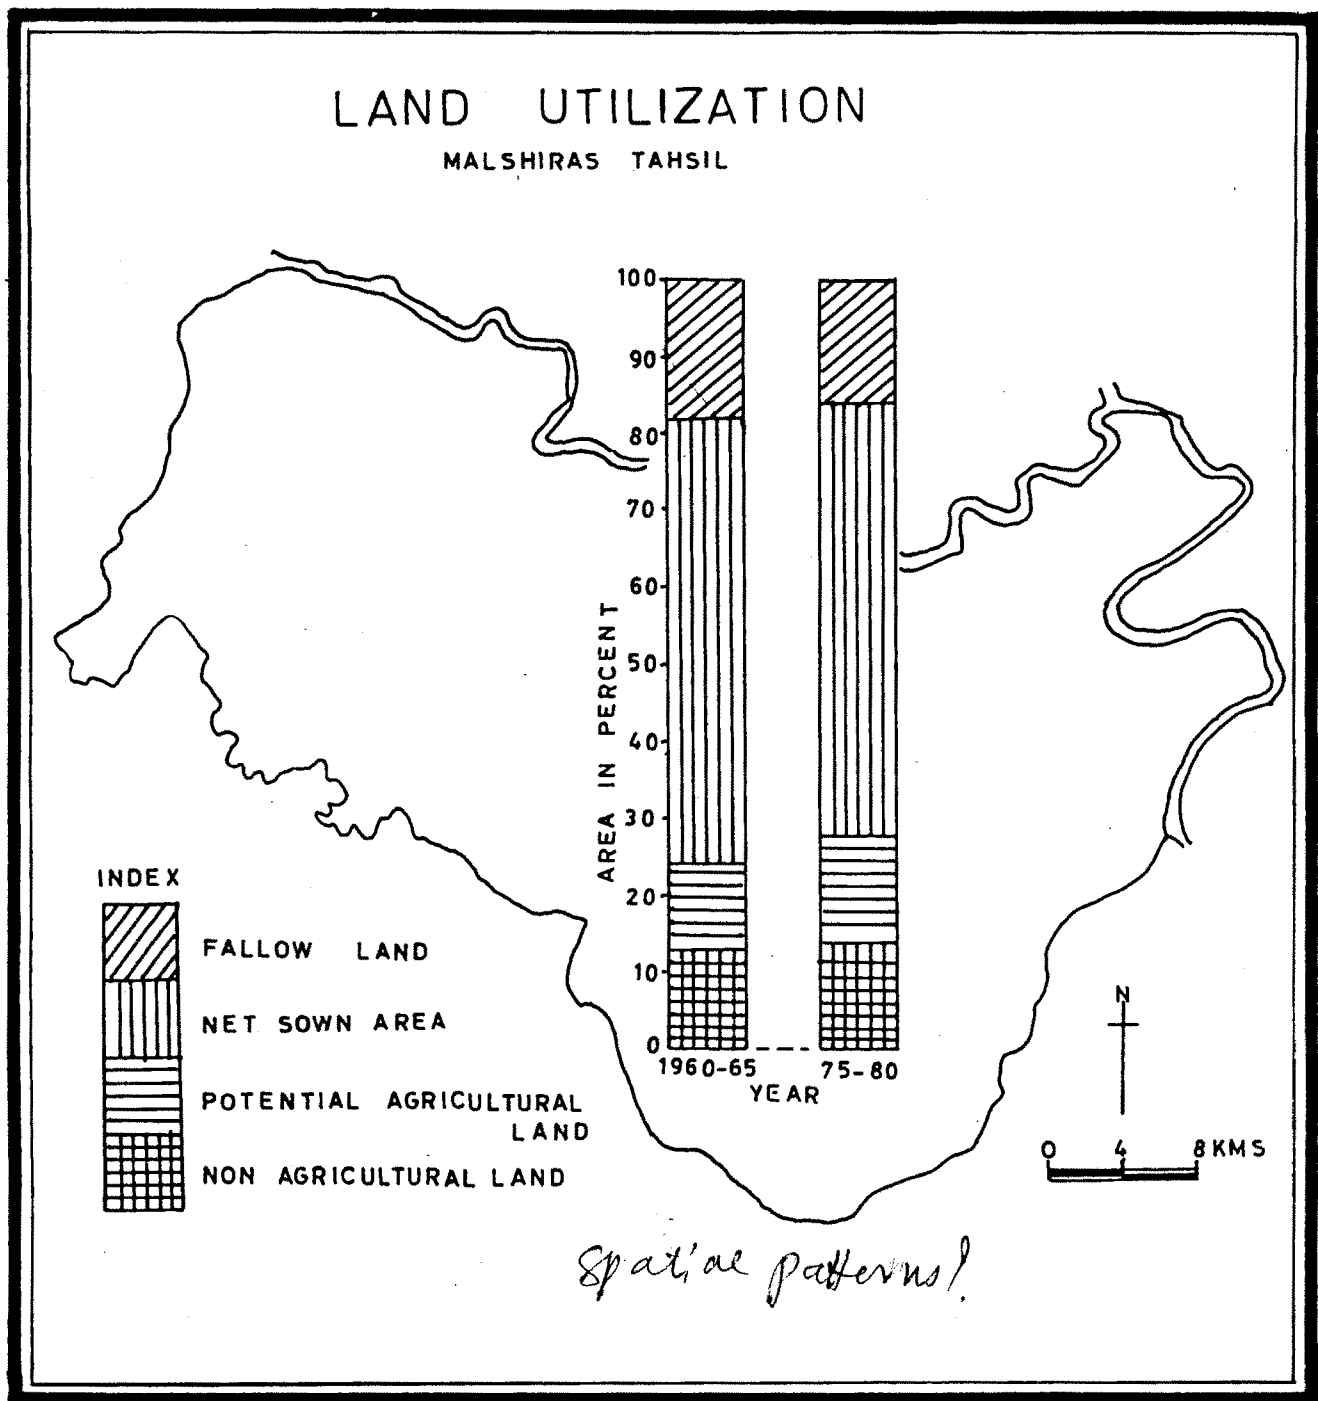 LAND UTILIZATION
MALSHIRAS TAHSIL
100
90
80
70
60
50
40
30
20
10
0
AREA IN PERCENT
1960-65
75-80
YEAR
INDEX
FALLOW LAND
NET SOWN AREA
POTENTIAL AGRICULTURAL
LAND
NON AGRICULTURAL LAND
N
0 4 8 KMS
Spatial patterns!